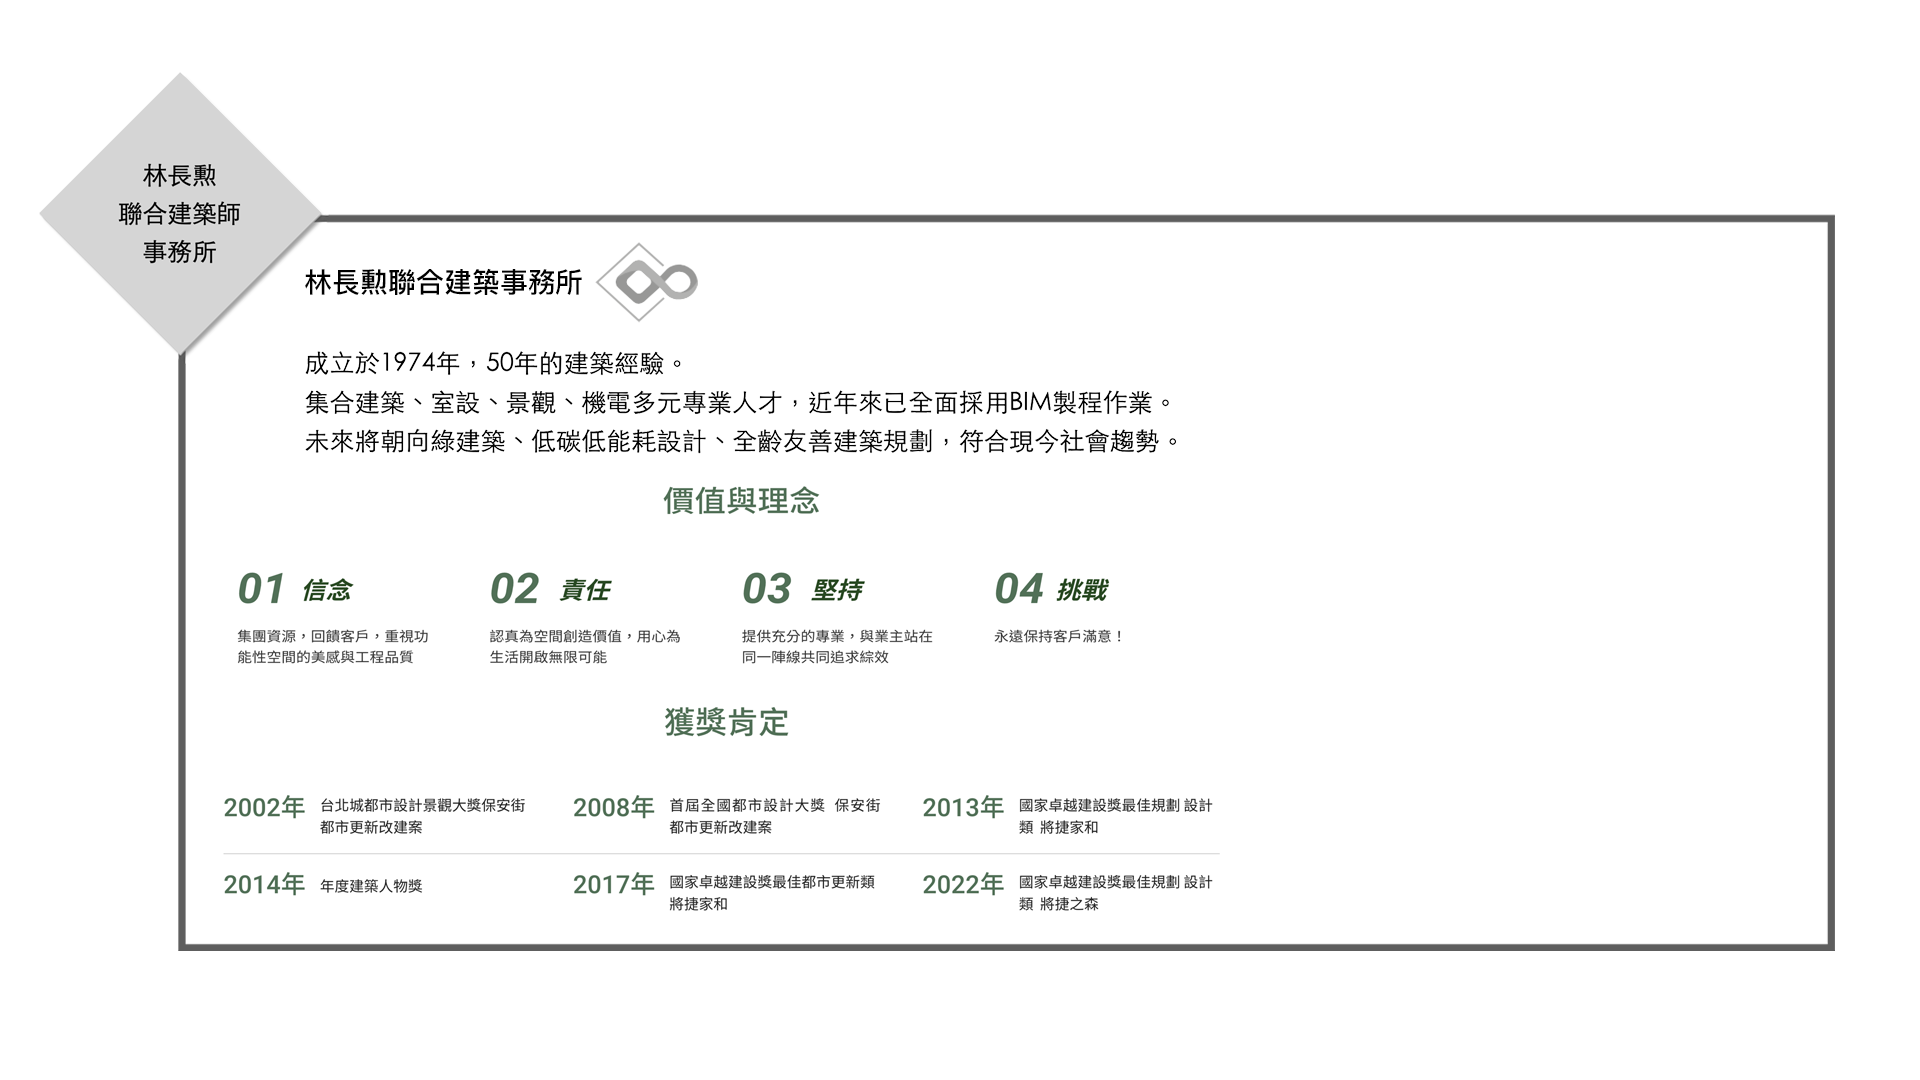 林長勲
聯合建築師
事務所
林長勲聯合建築事務所
成立於1974年，50年的建築經驗。
集合建築、室設、景觀、機電多元專業人才，近年來已全面採用BIM製程作業。
未來將朝向綠建築、低碳低能耗設計、全齡友善建築規劃，符合現今社會趨勢。
價值與理念
01 信念
集團資源，回饋客戶，重視功
能性空間的美感與工程品質
02 責任
認真為空間創造價值，用心為
生活開啟無限可能
03 堅持
提供充分的專業，與業主站在
同一陣線共同追求綜效
04 挑戰
永遠保持客戶滿意！
獲獎肯定
2002年 台北城都市設計景觀大獎保安街
都市更新改建案
2008年 首屆全國都市設計大獎 保安街
都市更新改建案
2013年 國家卓越建設獎最佳規劃 設計
類 將捷家和
2014年 年度建築人物獎
2017年 國家卓越建設獎最佳都市更新類
將捷家和
2022年 國家卓越建設獎最佳規劃 設計
類 將捷之森